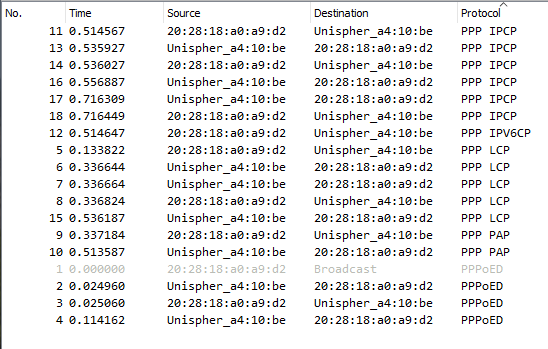 No. Time Source Destination Protocol
11 0.514567 20:28:18:a0:a9:d2 Unispher_a4:10:be PPP IPCP
13 0.535927 Unispher_a4:10:be 20:28:18:a0:a9:d2 PPP IPCP
14 0.536027 Unispher_a4:10:be 20:28:18:a0:a9:d2 PPP IPCP
16 0.556887 Unispher_a4:10:be 20:28:18:a0:a9:d2 PPP IPCP
17 0.716309 20:28:18:a0:a9:d2 Unispher_a4:10:be PPP IPCP
18 0.716449 Unispher_a4:10:be 20:28:18:a0:a9:d2 PPP IPCP
12 0.514647 20:28:18:a0:a9:d2 Unispher_a4:10:be PPP IPV6CP
5 0.133822 20:28:18:a0:a9:d2 Unispher_a4:10:be PPP LCP
6 0.336644 Unispher_a4:10:be 20:28:18:a0:a9:d2 PPP LCP
7 0.336664 Unispher_a4:10:be 20:28:18:a0:a9:d2 PPP LCP
8 0.336824 Unispher_a4:10:be 20:28:18:a0:a9:d2 PPP LCP
15 0.536187 Unispher_a4:10:be 20:28:18:a0:a9:d2 PPP LCP
9 0.337184 20:28:18:a0:a9:d2 Unispher_a4:10:be PPP PAP
10 0.513587 Unispher_a4:10:be 20:28:18:a0:a9:d2 PPP PAP
1 0.000000 20:28:18:a0:a9:d2 Broadcast PPPoED
2 0.024960 Unispher_a4:10:be 20:28:18:a0:a9:d2 PPPoED
3 0.025060 20:28:18:a0:a9:d2 Unispher_a4:10:be PPPoED
4 0.114162 Unispher_a4:10:be 20:28:18:a0:a9:d2 PPPoED